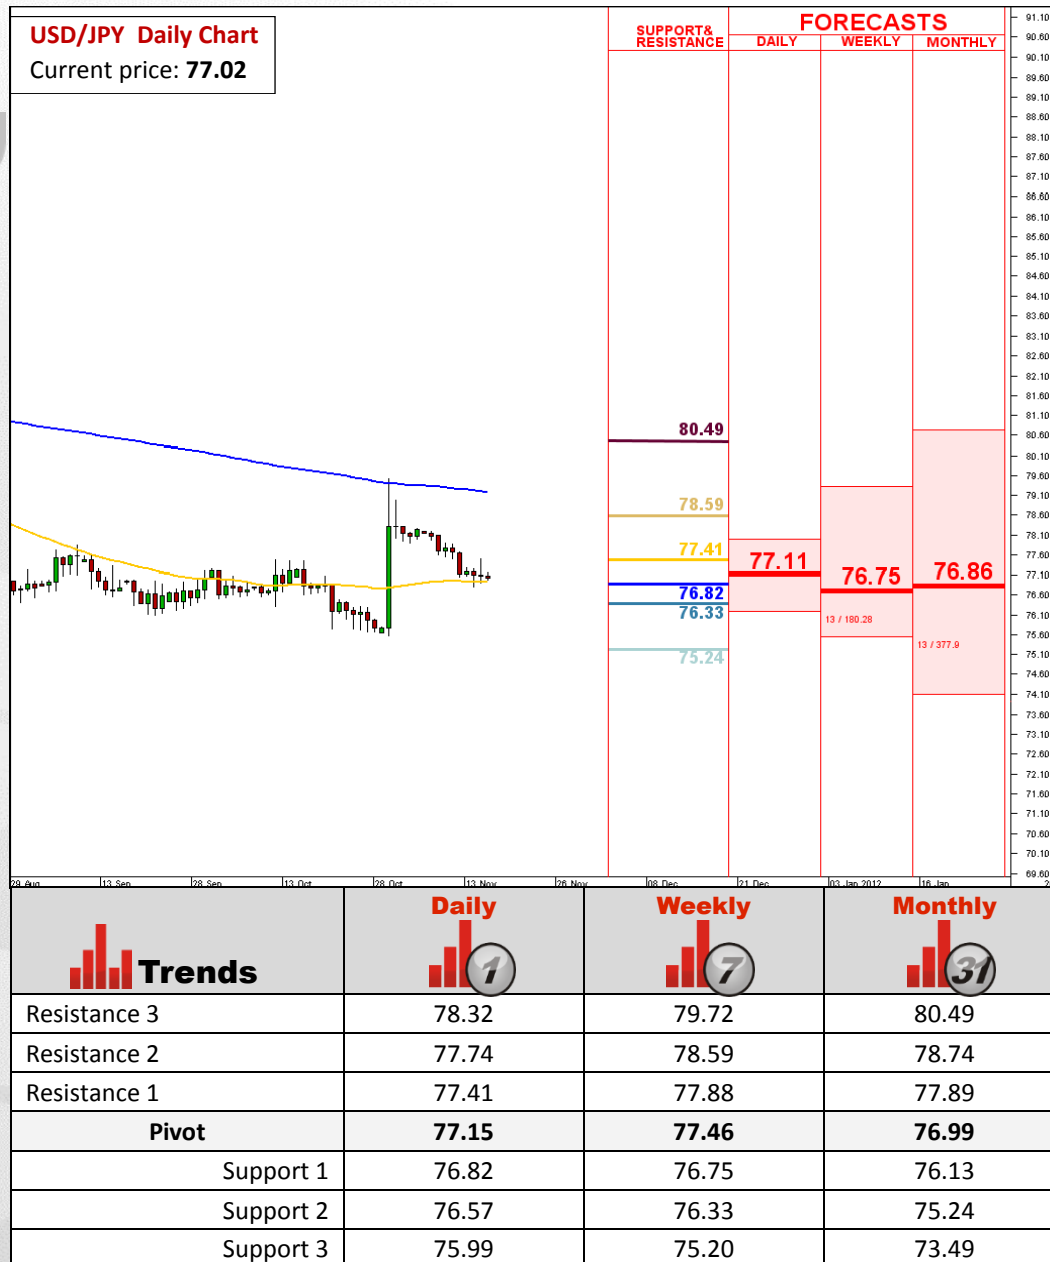 USD/JPY Daily Chart
Current price: 77.02
SUPPORT&
RESISTANCE
FORECASTS
DAILY WEEKLY MONTHLY
91.10
90.60
90.10
89.60
89.10
88.60
88.10
87.60
87.10
86.60
86.10
85.60
85.10
84.60
84.10
83.60
83.10
82.60
82.10
81.60
81.10
80.60
80.10
79.60
79.10
78.60
78.10
77.60
77.10
76.60
76.10
75.60
75.10
74.60
74.10
73.60
73.10
72.60
72.10
71.60
71.10
70.60
70.10
69.60
80.49
78.59
77.41
76.82
76.33
75.24
77.11
76.75
76.86
13 / 180.28
13 / 377.9
29 Aug 13 Sep 28 Sep 13 Oct 28 Oct 13 Nov 26 Nov 08 Dec 21 Dec 03 Jan 2012 16 Jan 2
Trends Daily Weekly Monthly
1 7 31
Resistance 3 78.32 79.72 80.49
Resistance 2 77.74 78.59 78.74
Resistance 1 77.41 77.88 77.89
Pivot 77.15 77.46 76.99
Support 1 76.82 76.75 76.13
Support 2 76.57 76.33 75.24
Support 3 75.99 75.20 73.49